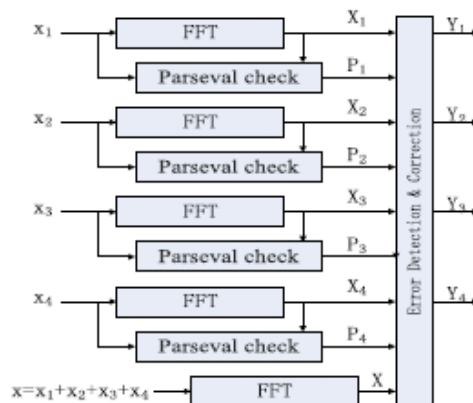 x₁ FFT X₁ Y₁
Parseval check P₁
x₂ FFT X₂ Y₂
Parseval check P₂
x₃ FFT X₃ Y₃
Parseval check P₃
x₄ FFT X₄ Y₄
Parseval check P₄
x=x₁+x₂+x₃+x₄ FFT X
Error Detection & Correction